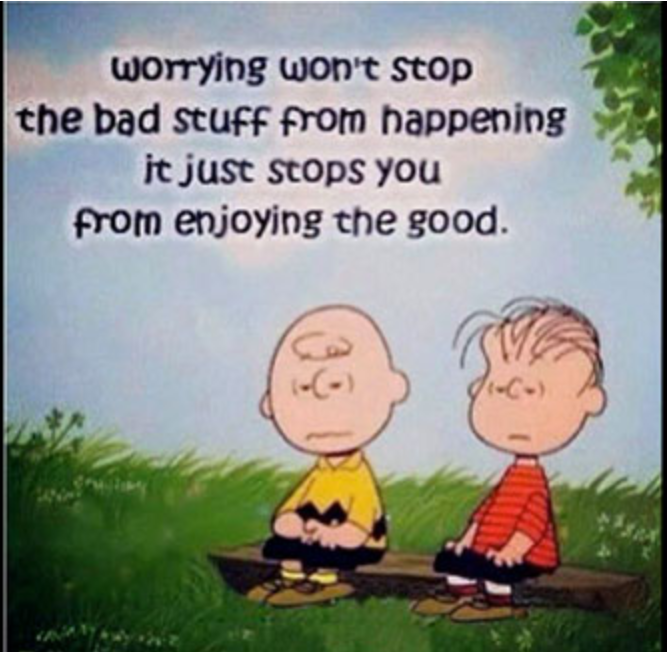 worrying won't stop
the bad stuff from happening
it just stops you
from enjoying the good.